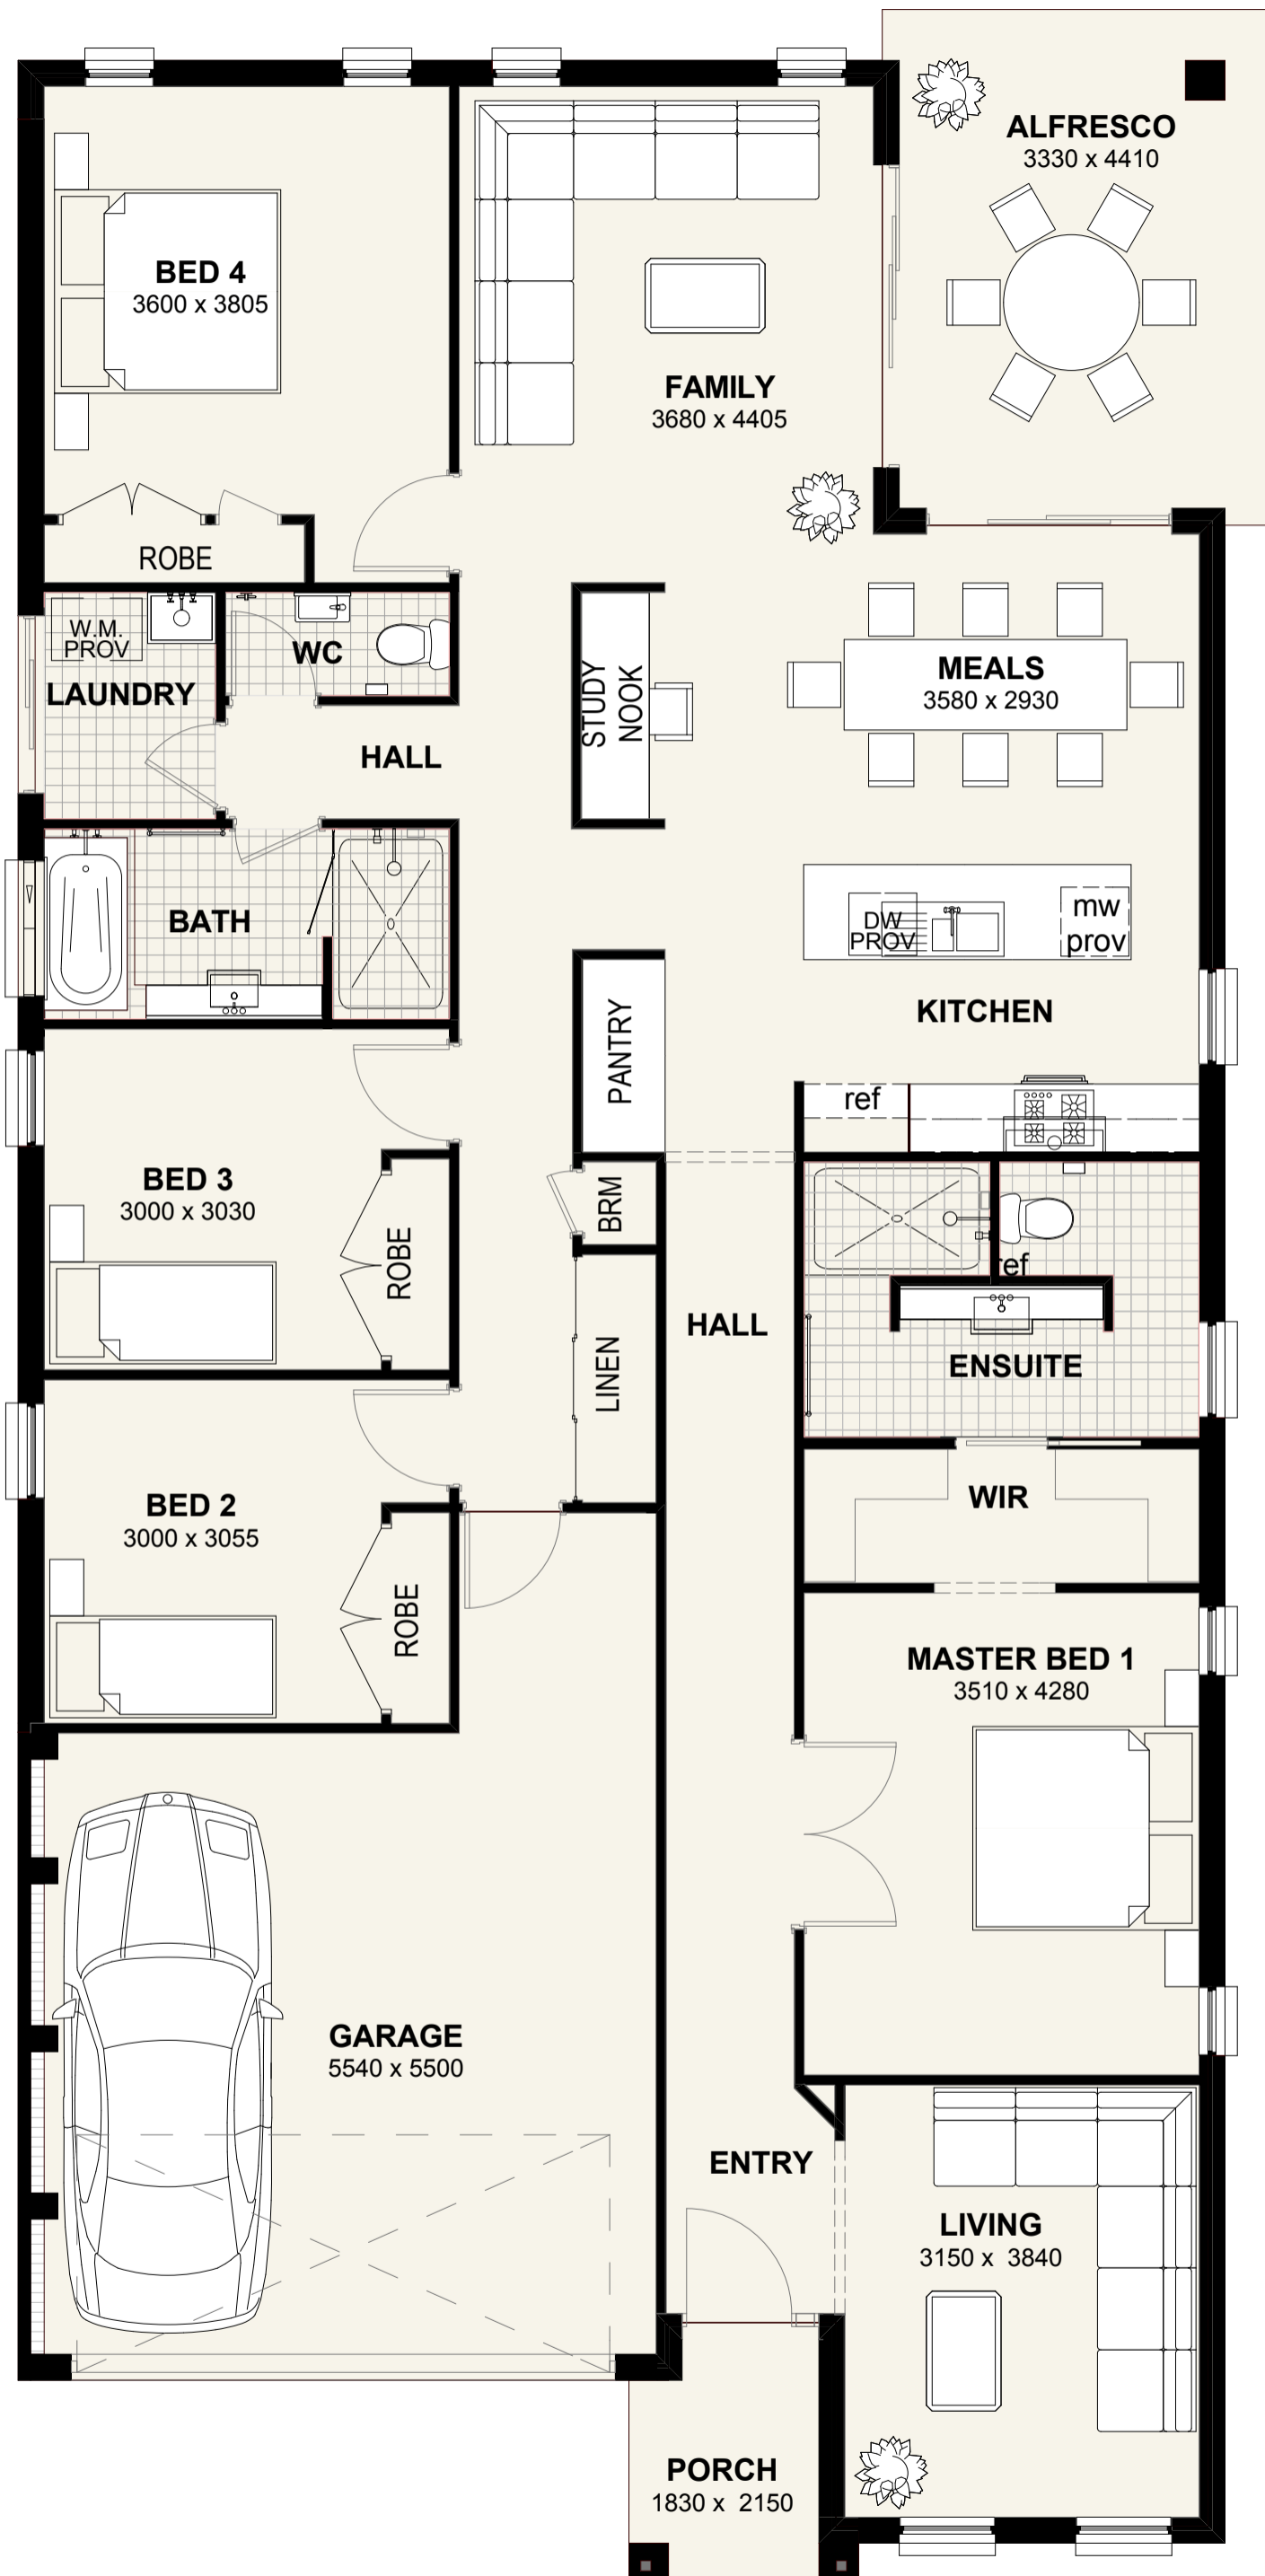 ALFRESCO
3330 x 4410
BED 4
3600 x 3805
FAMILY
3680 x 4405
ROBE
W.M.
PROV
LAUNDRY
WC
STUDY
NOOK
MEALS
3580 x 2930
HALL
BATH
DW
PROV
mw
prov
KITCHEN
PANTRY
ref
BED 3
3000 x 3030
ROBE
BRM
ref
HALL
ENSUITE
LINEN
WIR
BED 2
3000 x 3055
ROBE
MASTER BED 1
3510 x 4280
GARAGE
5540 x 5500
ENTRY
LIVING
3150 x  3840
PORCH
1830 x  2150